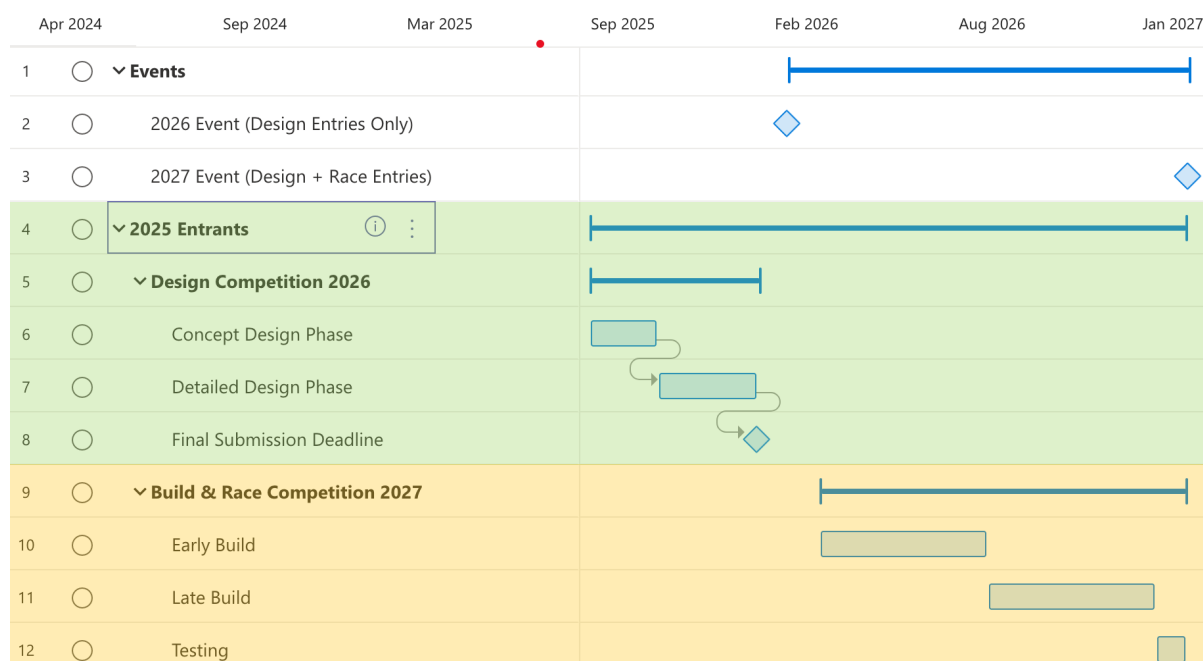 Apr 2024 Sep 2024 Mar 2025 Sep 2025 Feb 2026 Aug 2026 Jan 2027
1 Events
2 2026 Event (Design Entries Only)
3 2027 Event (Design + Race Entries)
4 2025 Entrants
5 Design Competition 2026
6 Concept Design Phase
7 Detailed Design Phase
8 Final Submission Deadline
9 Build & Race Competition 2027
10 Early Build
11 Late Build
12 Testing